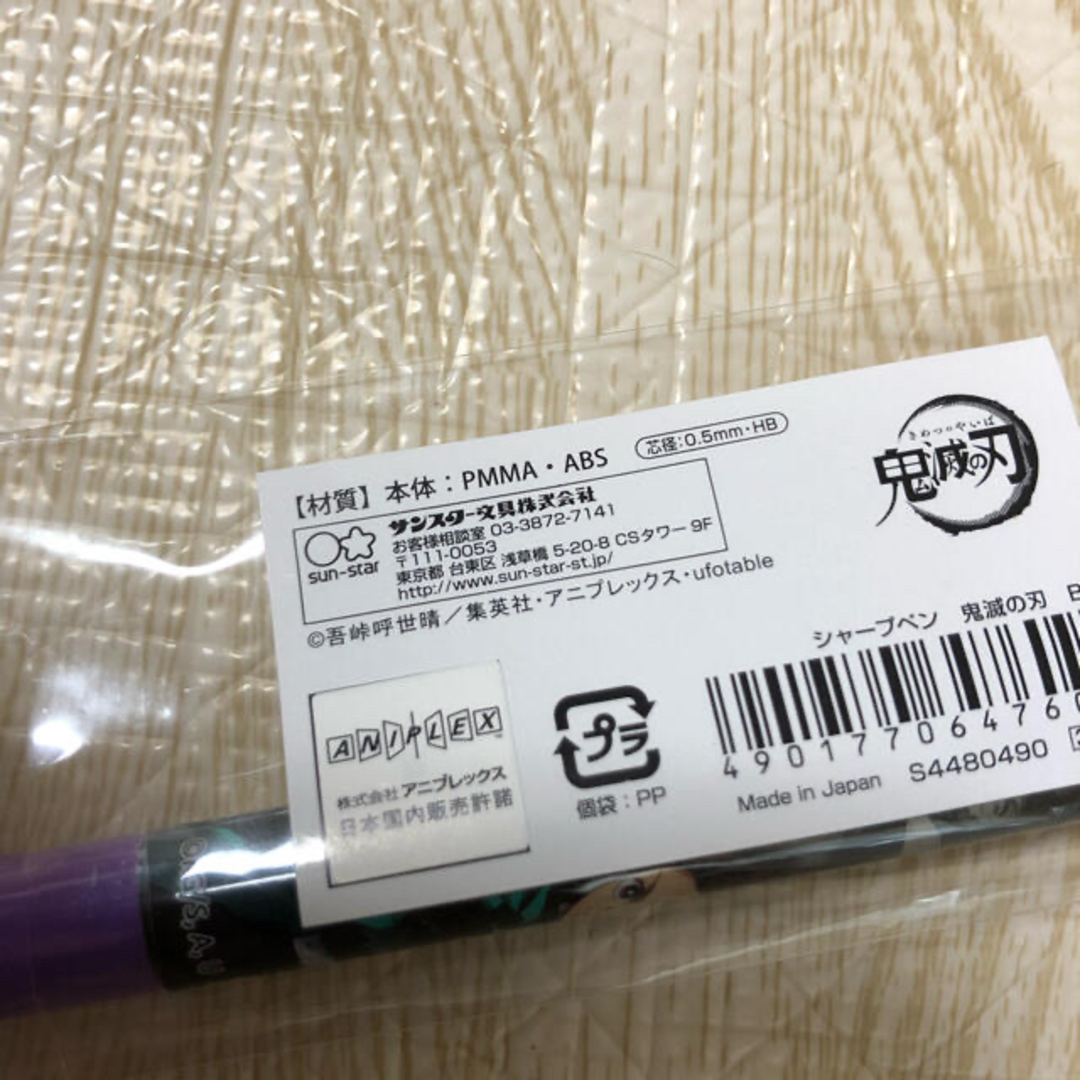 【材質】本体：PMMA・ABS
芯径:0.5mm・HB
サンスター文具株式会社
お客様相談室 03-3872-7141
〒111-0053
東京都 台東区 浅草橋 5-20-8 CSタワー 9F
http://www.sun-star-st.jp/
sun-star
©吾峠呼世晴／集英社・アニプレックス・ufotable
きめつのやいば
鬼滅の刃
シャープペン 鬼滅の刃 B
ANIPLEX
株式会社 アニプレックス
日本国内販売許諾
プラ
個袋：PP
490177064760
Made in Japan S4480490